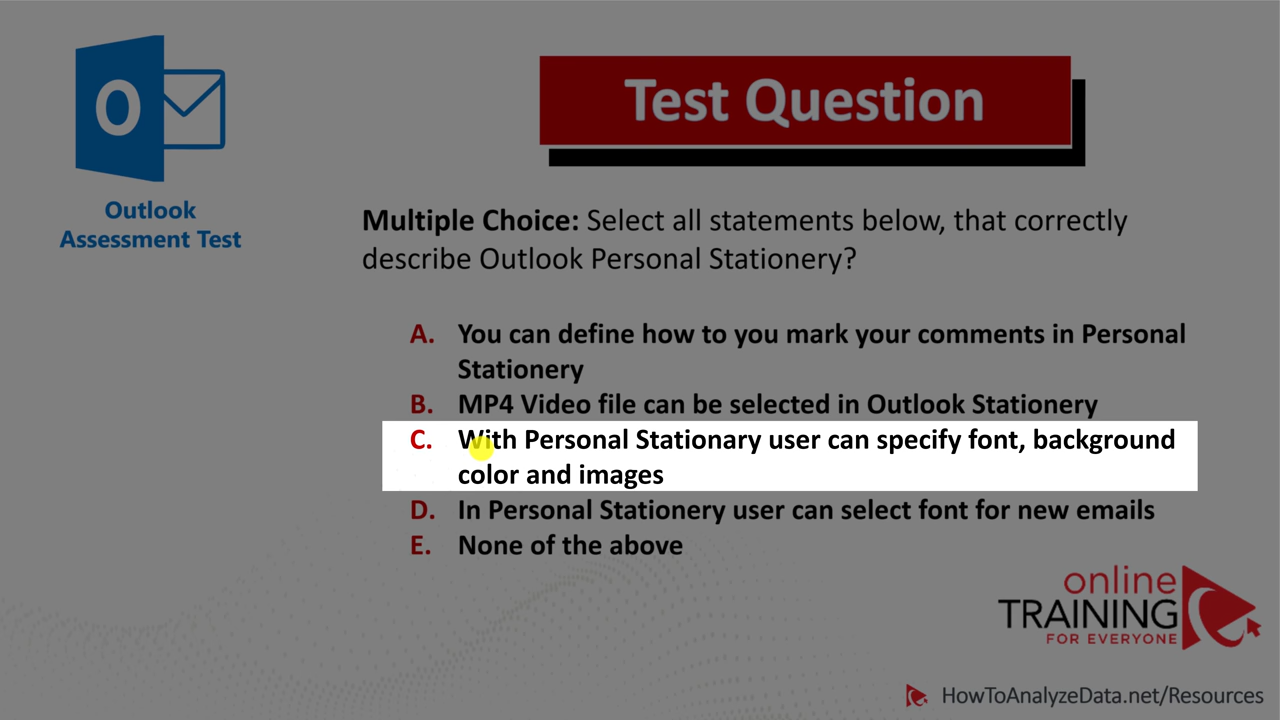 O
Outlook
Assessment Test
Test Question
Multiple Choice: Select all statements below, that correctly
describe Outlook Personal Stationery?
A. You can define how to you mark your comments in Personal
Stationery
B. MP4 Video file can be selected in Outlook Stationery
C. With Personal Stationary user can specify font, background
color and images
D. In Personal Stationery user can select font for new emails
E. None of the above
online
TRAINING
FOR EVERYONE
HowToAnalyzeData.net/Resources